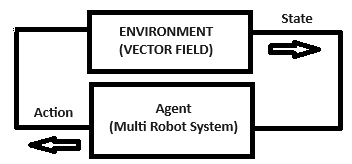 State
ENVIRONMENT
(VECTOR FIELD)
Action
Agent
(Multi Robot System)